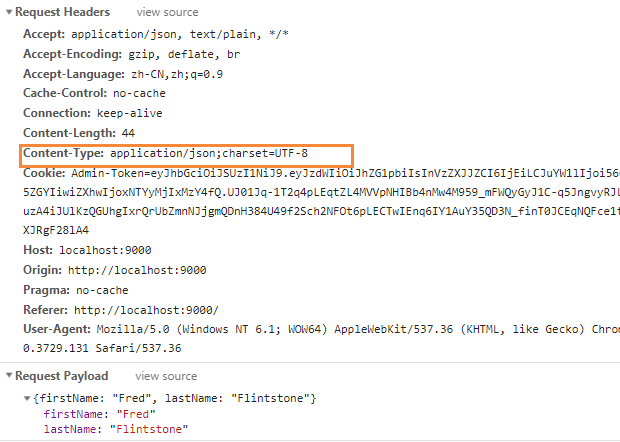 Request Headers view source
Accept: application/json, text/plain, */*
Accept-Encoding: gzip, deflate, br
Accept-Language: zh-CN,zh;q=0.9
Cache-Control: no-cache
Connection: keep-alive
Content-Length: 44
Content-Type: application/json;charset=UTF-8
Cookie: Admin-Token=eyJhbGciOiJSUzI1NiJ9.eyJzdWIiOiJhZG1pbiIsInVzZXJJZCI6IjEiLCJuYW1lIjoi56
5ZGYIiwiZXhwIjoxNTYyMjIxMzY4fQ.UJ01Jq-1T2q4pLEqtZL4MVVpNHIBb4nMw4M959_mFWQyGyJ1C-q5JngvyRJL
uzA4iJUlKzQGUhgIxrQrUbZmnNJjgmQDnH384U49f2Sch2NFOt6pLECTwIEnq6IY1AuY35QD3N_finT0JCEqNQFce1t
XJRgF28lA4
Host: localhost:9000
Origin: http://localhost:9000
Pragma: no-cache
Referer: http://localhost:9000/
User-Agent: Mozilla/5.0 (Windows NT 6.1; WOW64) AppleWebKit/537.36 (KHTML, like Gecko) Chro
0.3729.131 Safari/537.36
Request Payload view source
{firstName: "Fred", lastName: "Flintstone"}
firstName: "Fred"
lastName: "Flintstone"